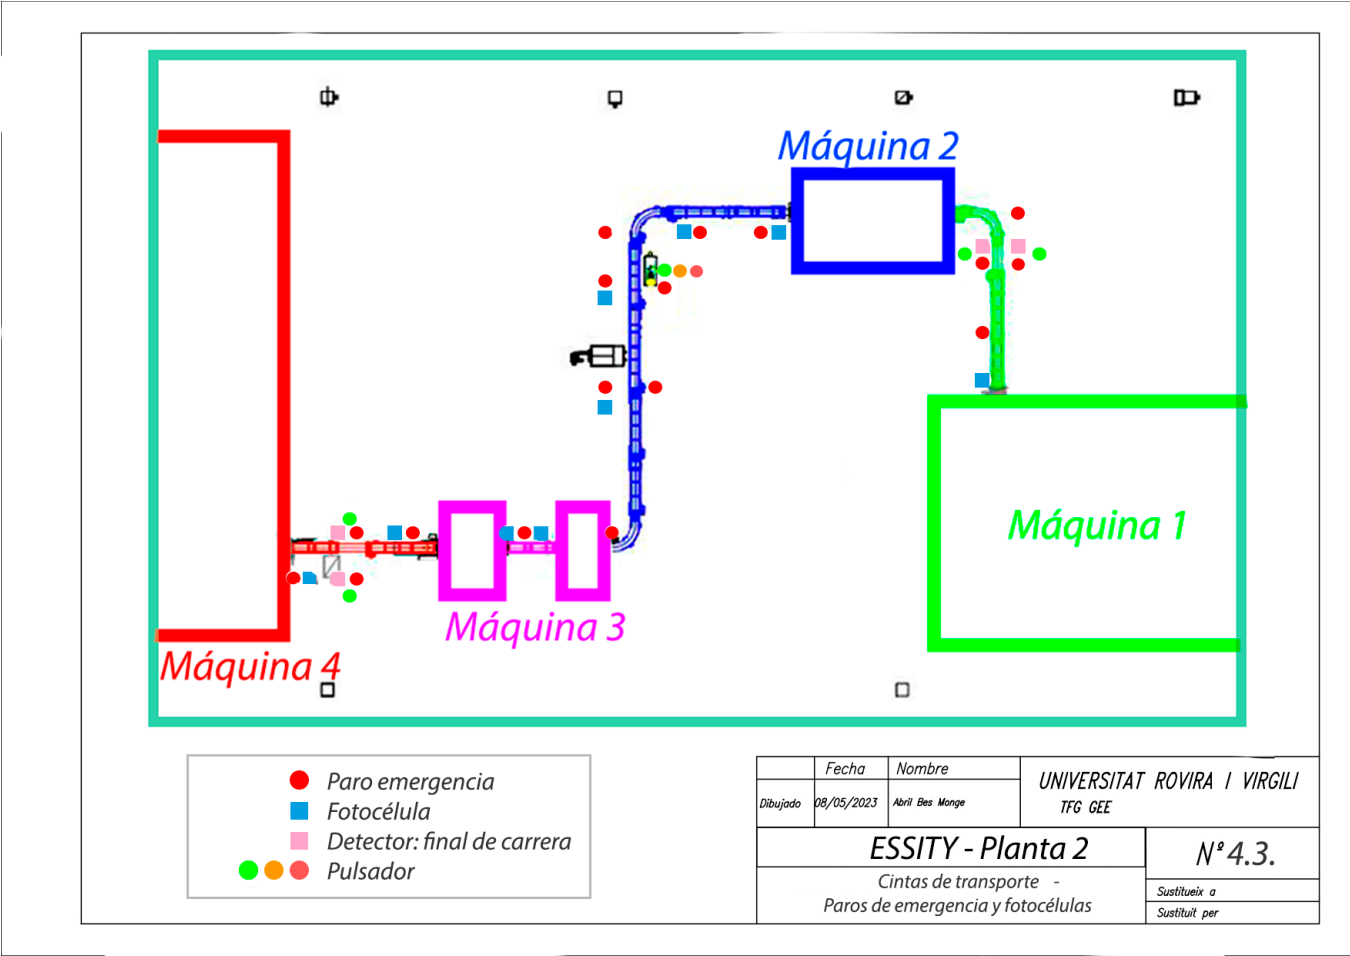 Máquina 2
Máquina 1
Máquina 3
Máquina 4
Paro emergencia
Fotocélula
Detector: final de carrera
Pulsador
Fecha
Nombre
Dibujado
08/05/2023
Abril Bes Monge
UNIVERSITAT ROVIRA I VIRGILI
TFG GEE
ESSITY - Planta 2
Cintas de transporte -
Paros de emergencia y fotocélulas
Nº 4.3.
Sustitueix a
Sustituit per